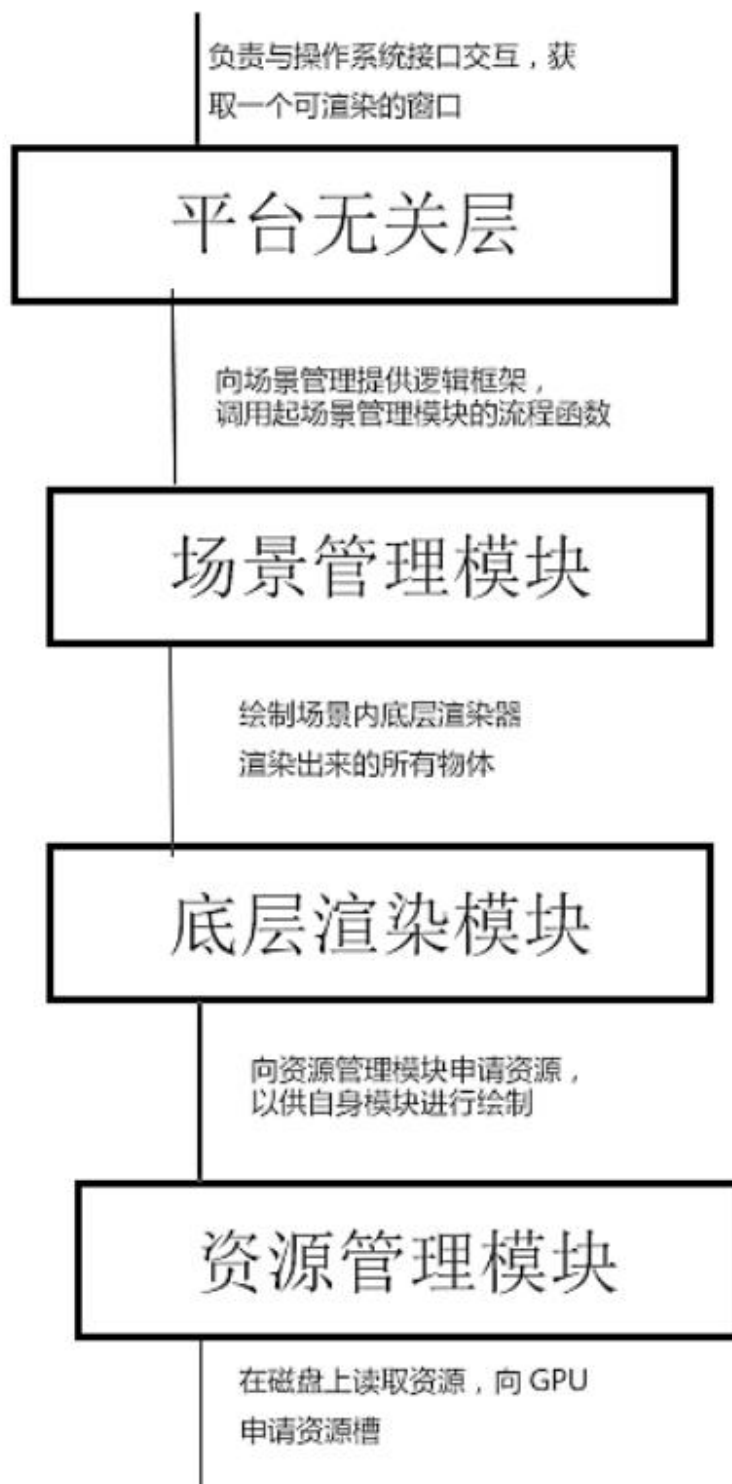 负责与操作系统接口交互，获
取一个可渲染的窗口
平台无关层
向场景管理提供逻辑框架，
调用起场景管理模块的流程函数
场景管理模块
绘制场景内底层渲染器
渲染出来的所有物体
底层渲染模块
向资源管理模块申请资源，
以供自身模块进行绘制
资源管理模块
在磁盘上读取资源，向 GPU
申请资源槽